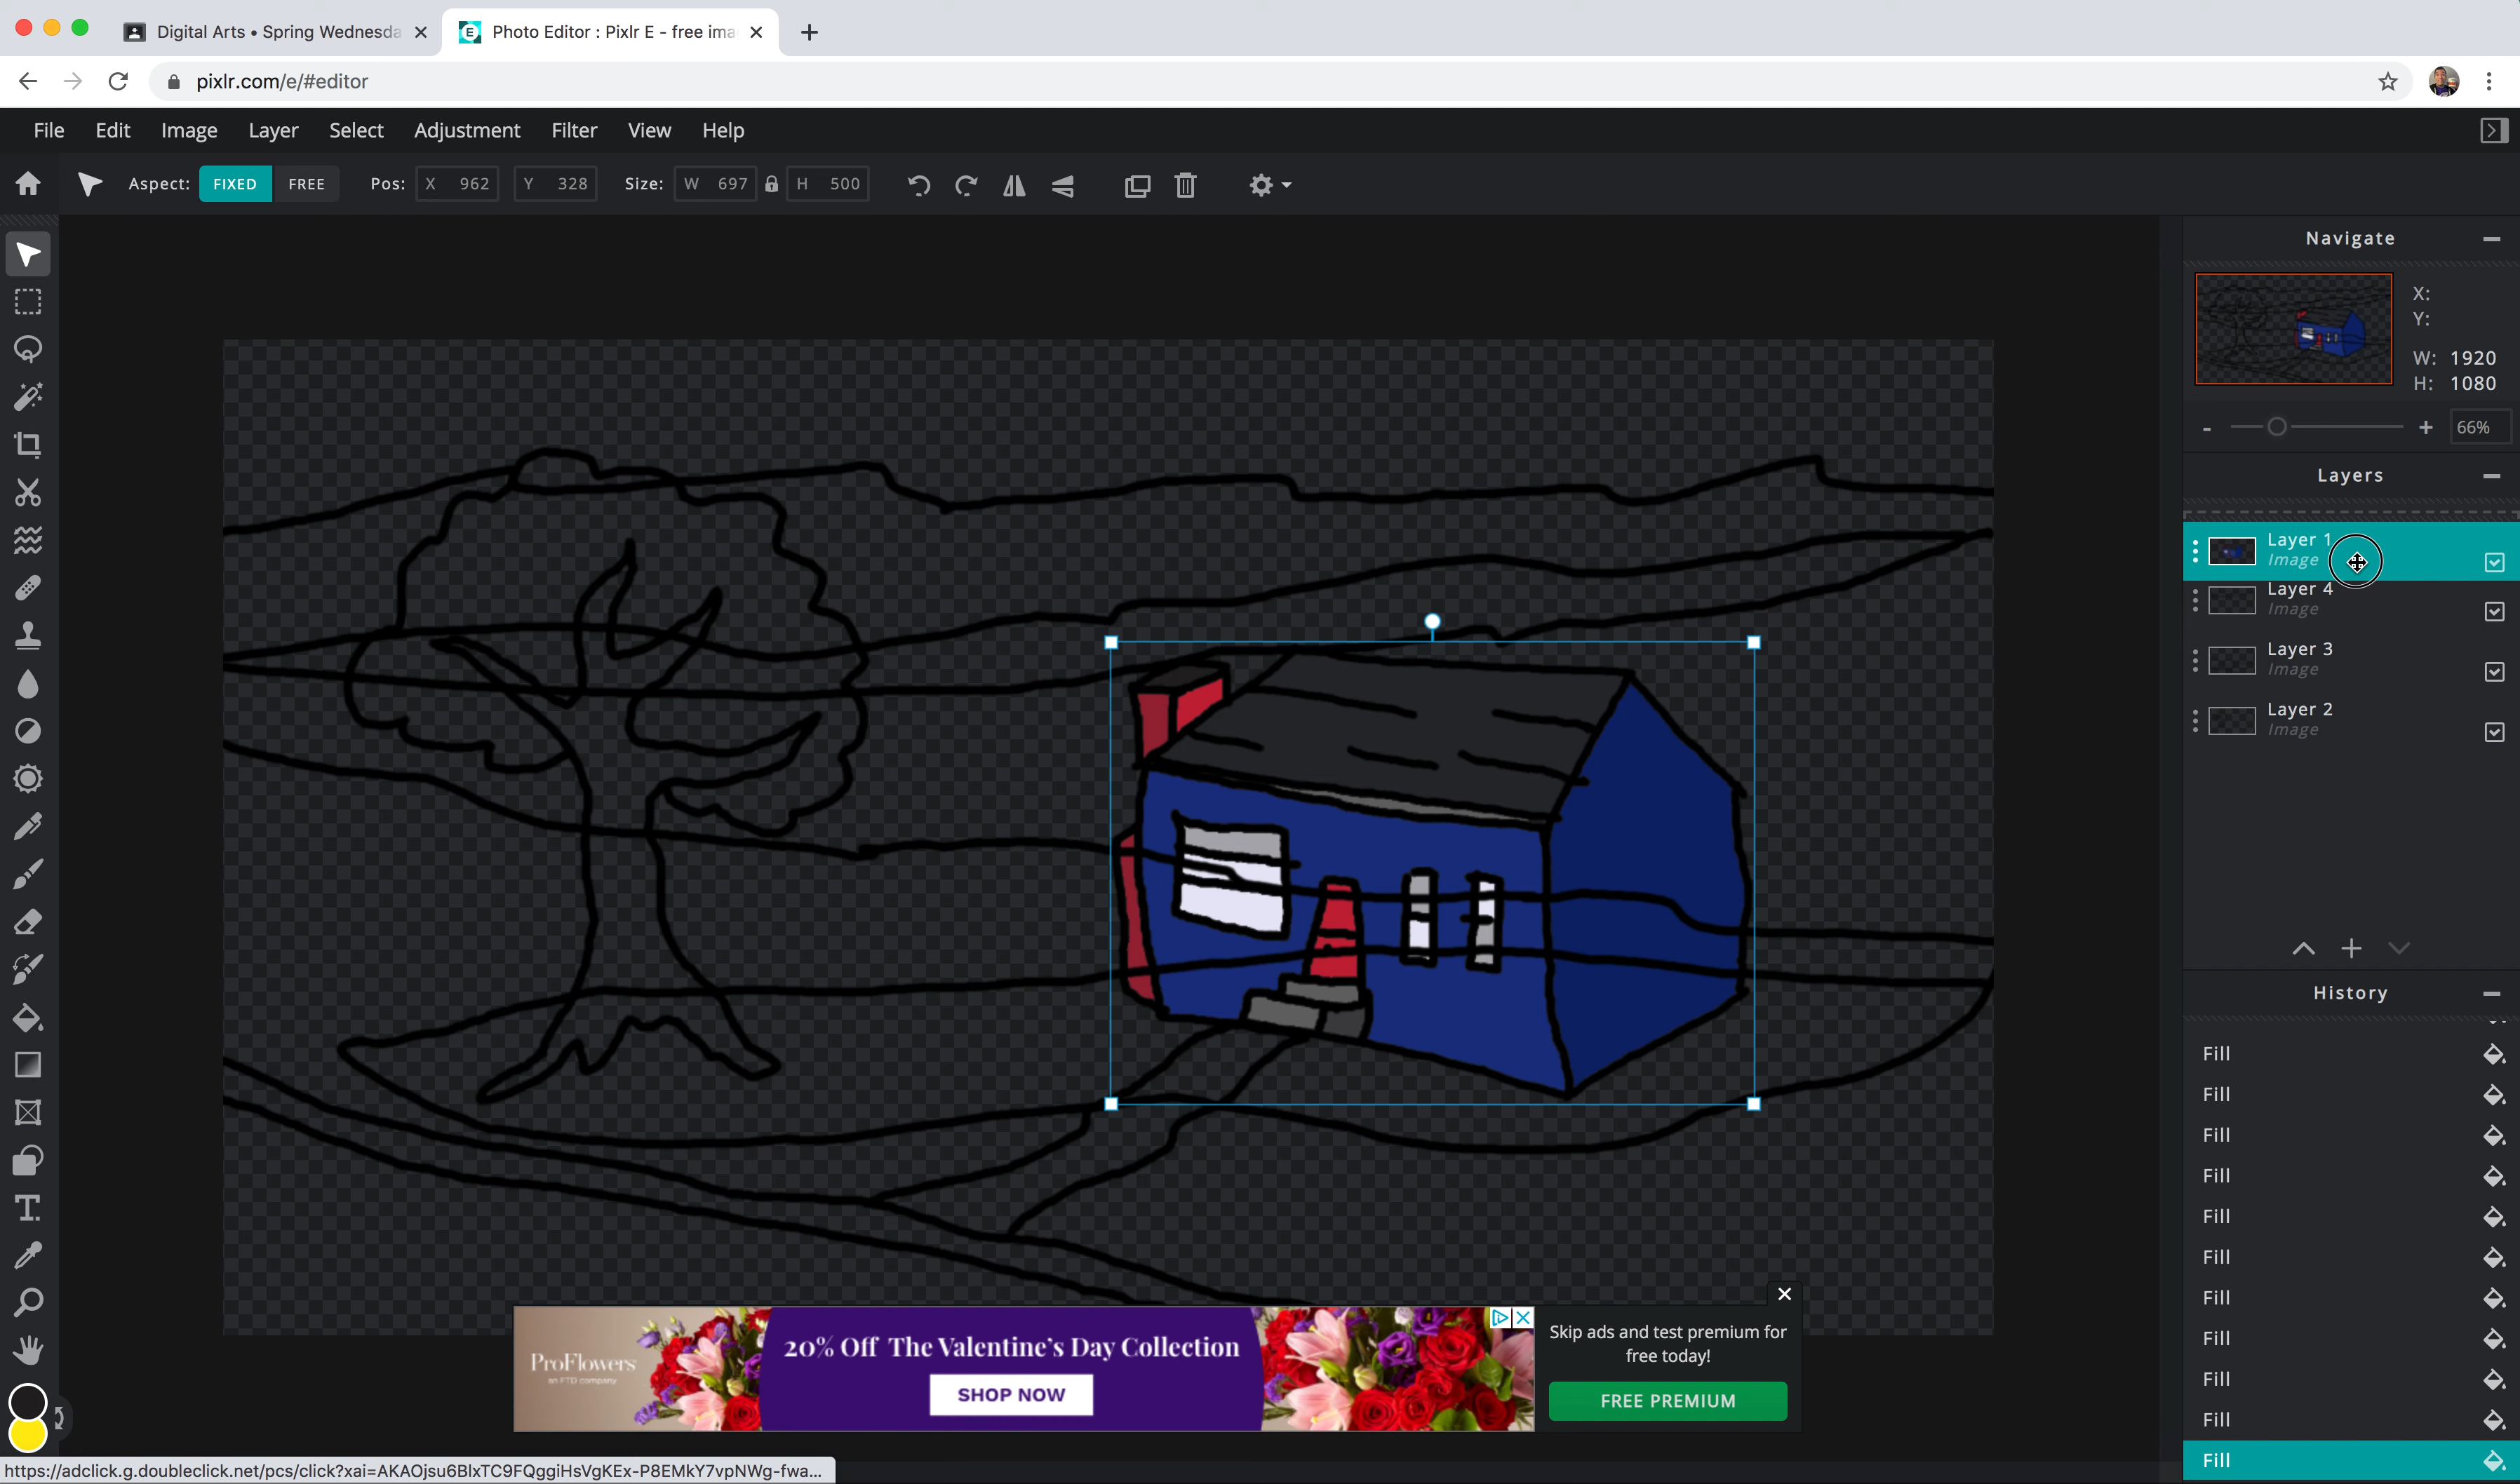 Digital Arts • Spring Wednesda
Photo Editor : Pixlr E - free ima
pixlr.com/e/#editor
File Edit Image Layer Select Adjustment Filter View Help
Aspect: FIXED FREE Pos: X 962 Y 328 Size: W 697 H 500
Navigate
X:
Y:
W: 1920
H: 1080
- + 66%
Layers
Layer 1
Image
Layer 4
Image
Layer 3
Image
Layer 2
Image
History
Fill
Fill
Fill
Fill
Fill
Fill
Fill
Fill
Fill
Fill
Fill
ProFlowers
an FTD company
20% Off The Valentine's Day Collection
SHOP NOW
Skip ads and test premium for
free today!
FREE PREMIUM
https://adclick.g.doubleclick.net/pcs/click?xai=AKAOjsu6BlxTC9FQggiHsVgKEx-P8EMkY7vpNWg-fwa...